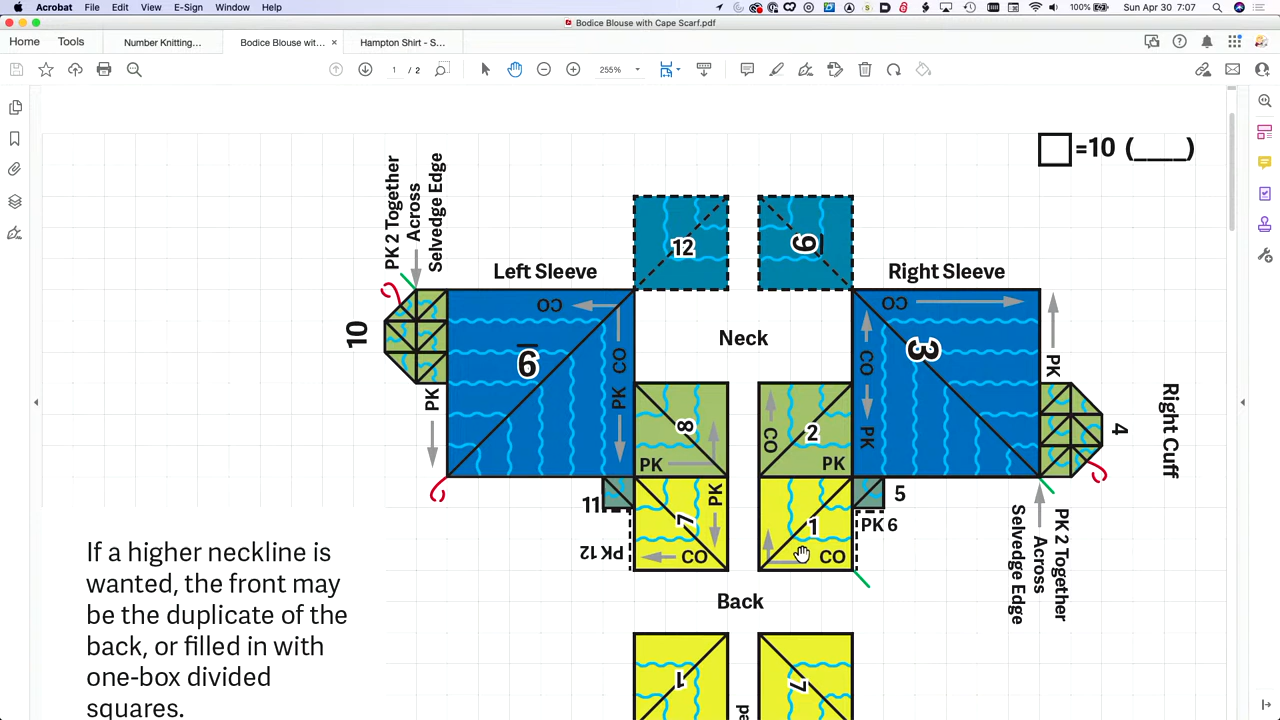 Acrobat File Edit View E-Sign Window Help 100% Sun Apr 30 7:07
Bodice Blouse with Cape Scarf.pdf
Home Tools Number Knitting... Bodice Blouse wit... × Hampton Shirt - S...
1 / 2 255%
=10 (____)
PK 2 Together
Across
Selvedge Edge
12
9
Left Sleeve
Right Sleeve
CO
CO
10
Neck
6
3
CO PK
CO PK
PK
PK
8
2
CO
PK
PK
4
Right Cuff
11
5
7
PK
1
PK 12
CO
CO
PK 6
PK 2 Together
Across
Selvedge Edge
If a higher neckline is
wanted, the front may
be the duplicate of the
back, or filled in with
one-box divided
squares.
Back
1
7